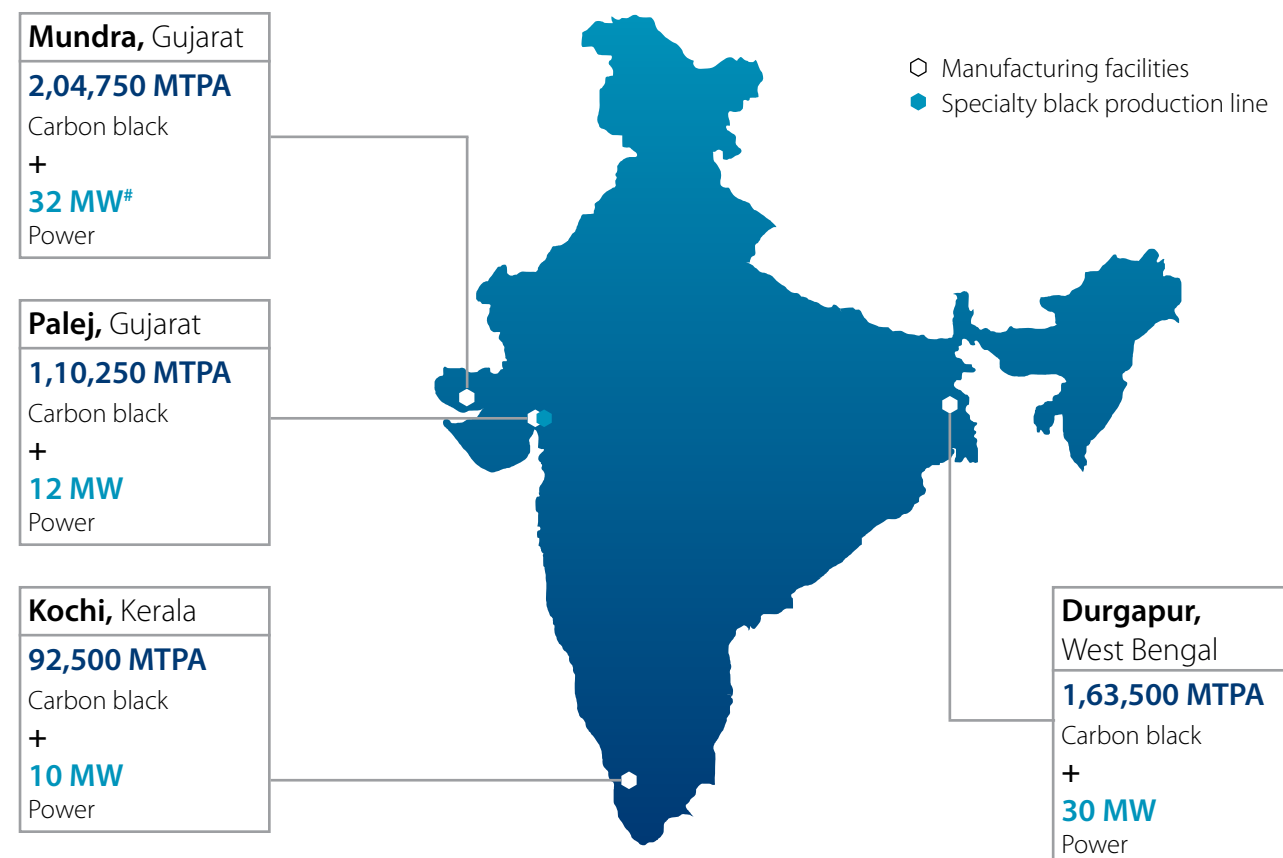 Mundra, Gujarat
2,04,750 MTPA
Carbon black
+
32 MW#
Power
Manufacturing facilities
Specialty black production line
Palej, Gujarat
1,10,250 MTPA
Carbon black
+
12 MW
Power
Kochi, Kerala
92,500 MTPA
Carbon black
+
10 MW
Power
Durgapur,
West Bengal
1,63,500 MTPA
Carbon black
+
30 MW
Power